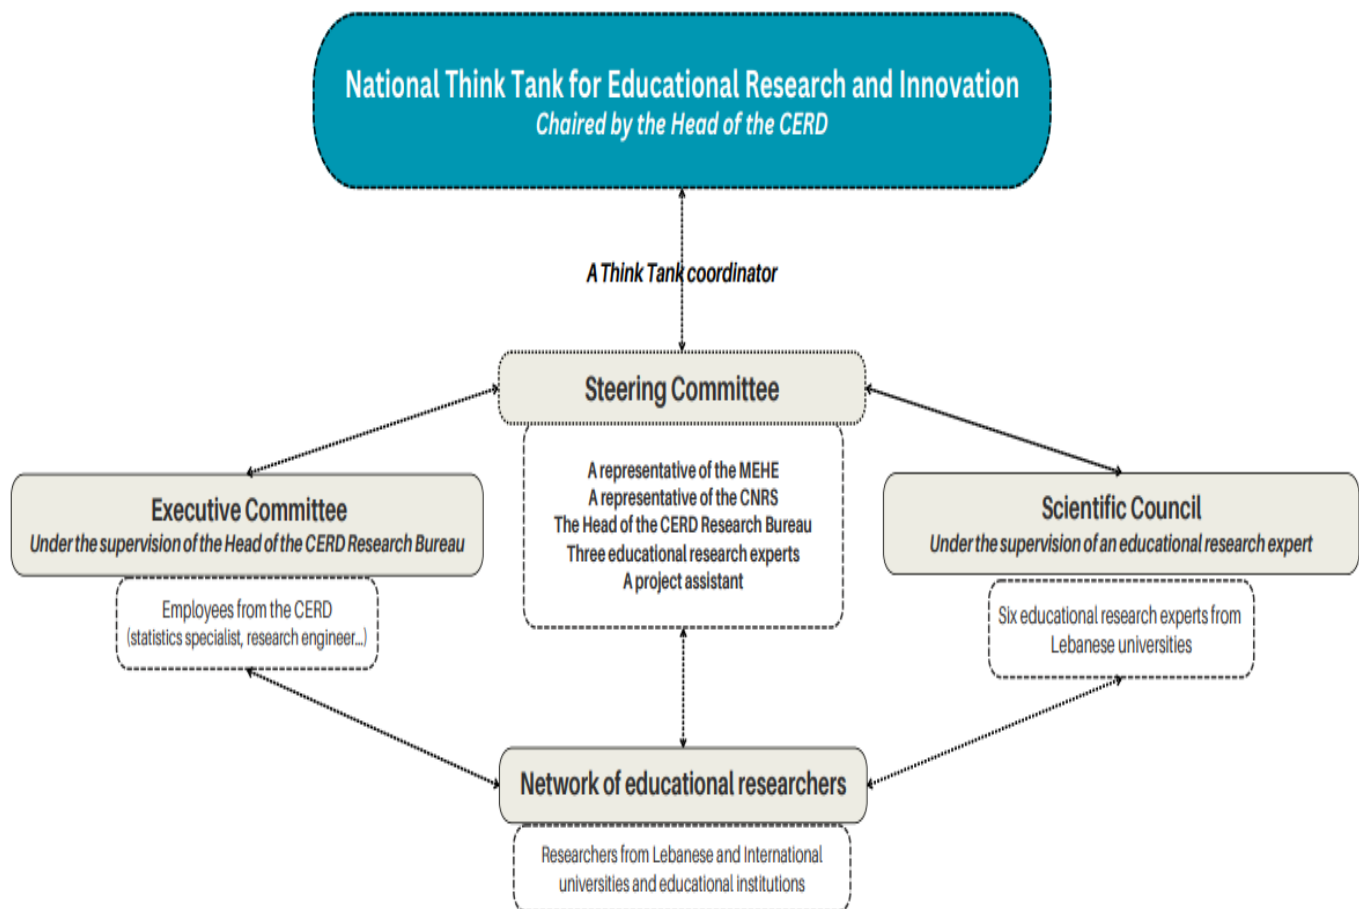 National Think Tank for Educational Research and Innovation
Chaired by the Head of the CERD
A Think Tank coordinator
Steering Committee
A representative of the MEHE
A representative of the CNRS
The Head of the CERD Research Bureau
Three educational research experts
A project assistant
Executive Committee
Under the supervision of the Head of the CERD Research Bureau
Employees from the CERD
(statistics specialist, research engineer...)
Scientific Council
Under the supervision of an educational research expert
Six educational research experts from
Lebanese universities
Network of educational researchers
Researchers from Lebanese and International
universities and educational institutions